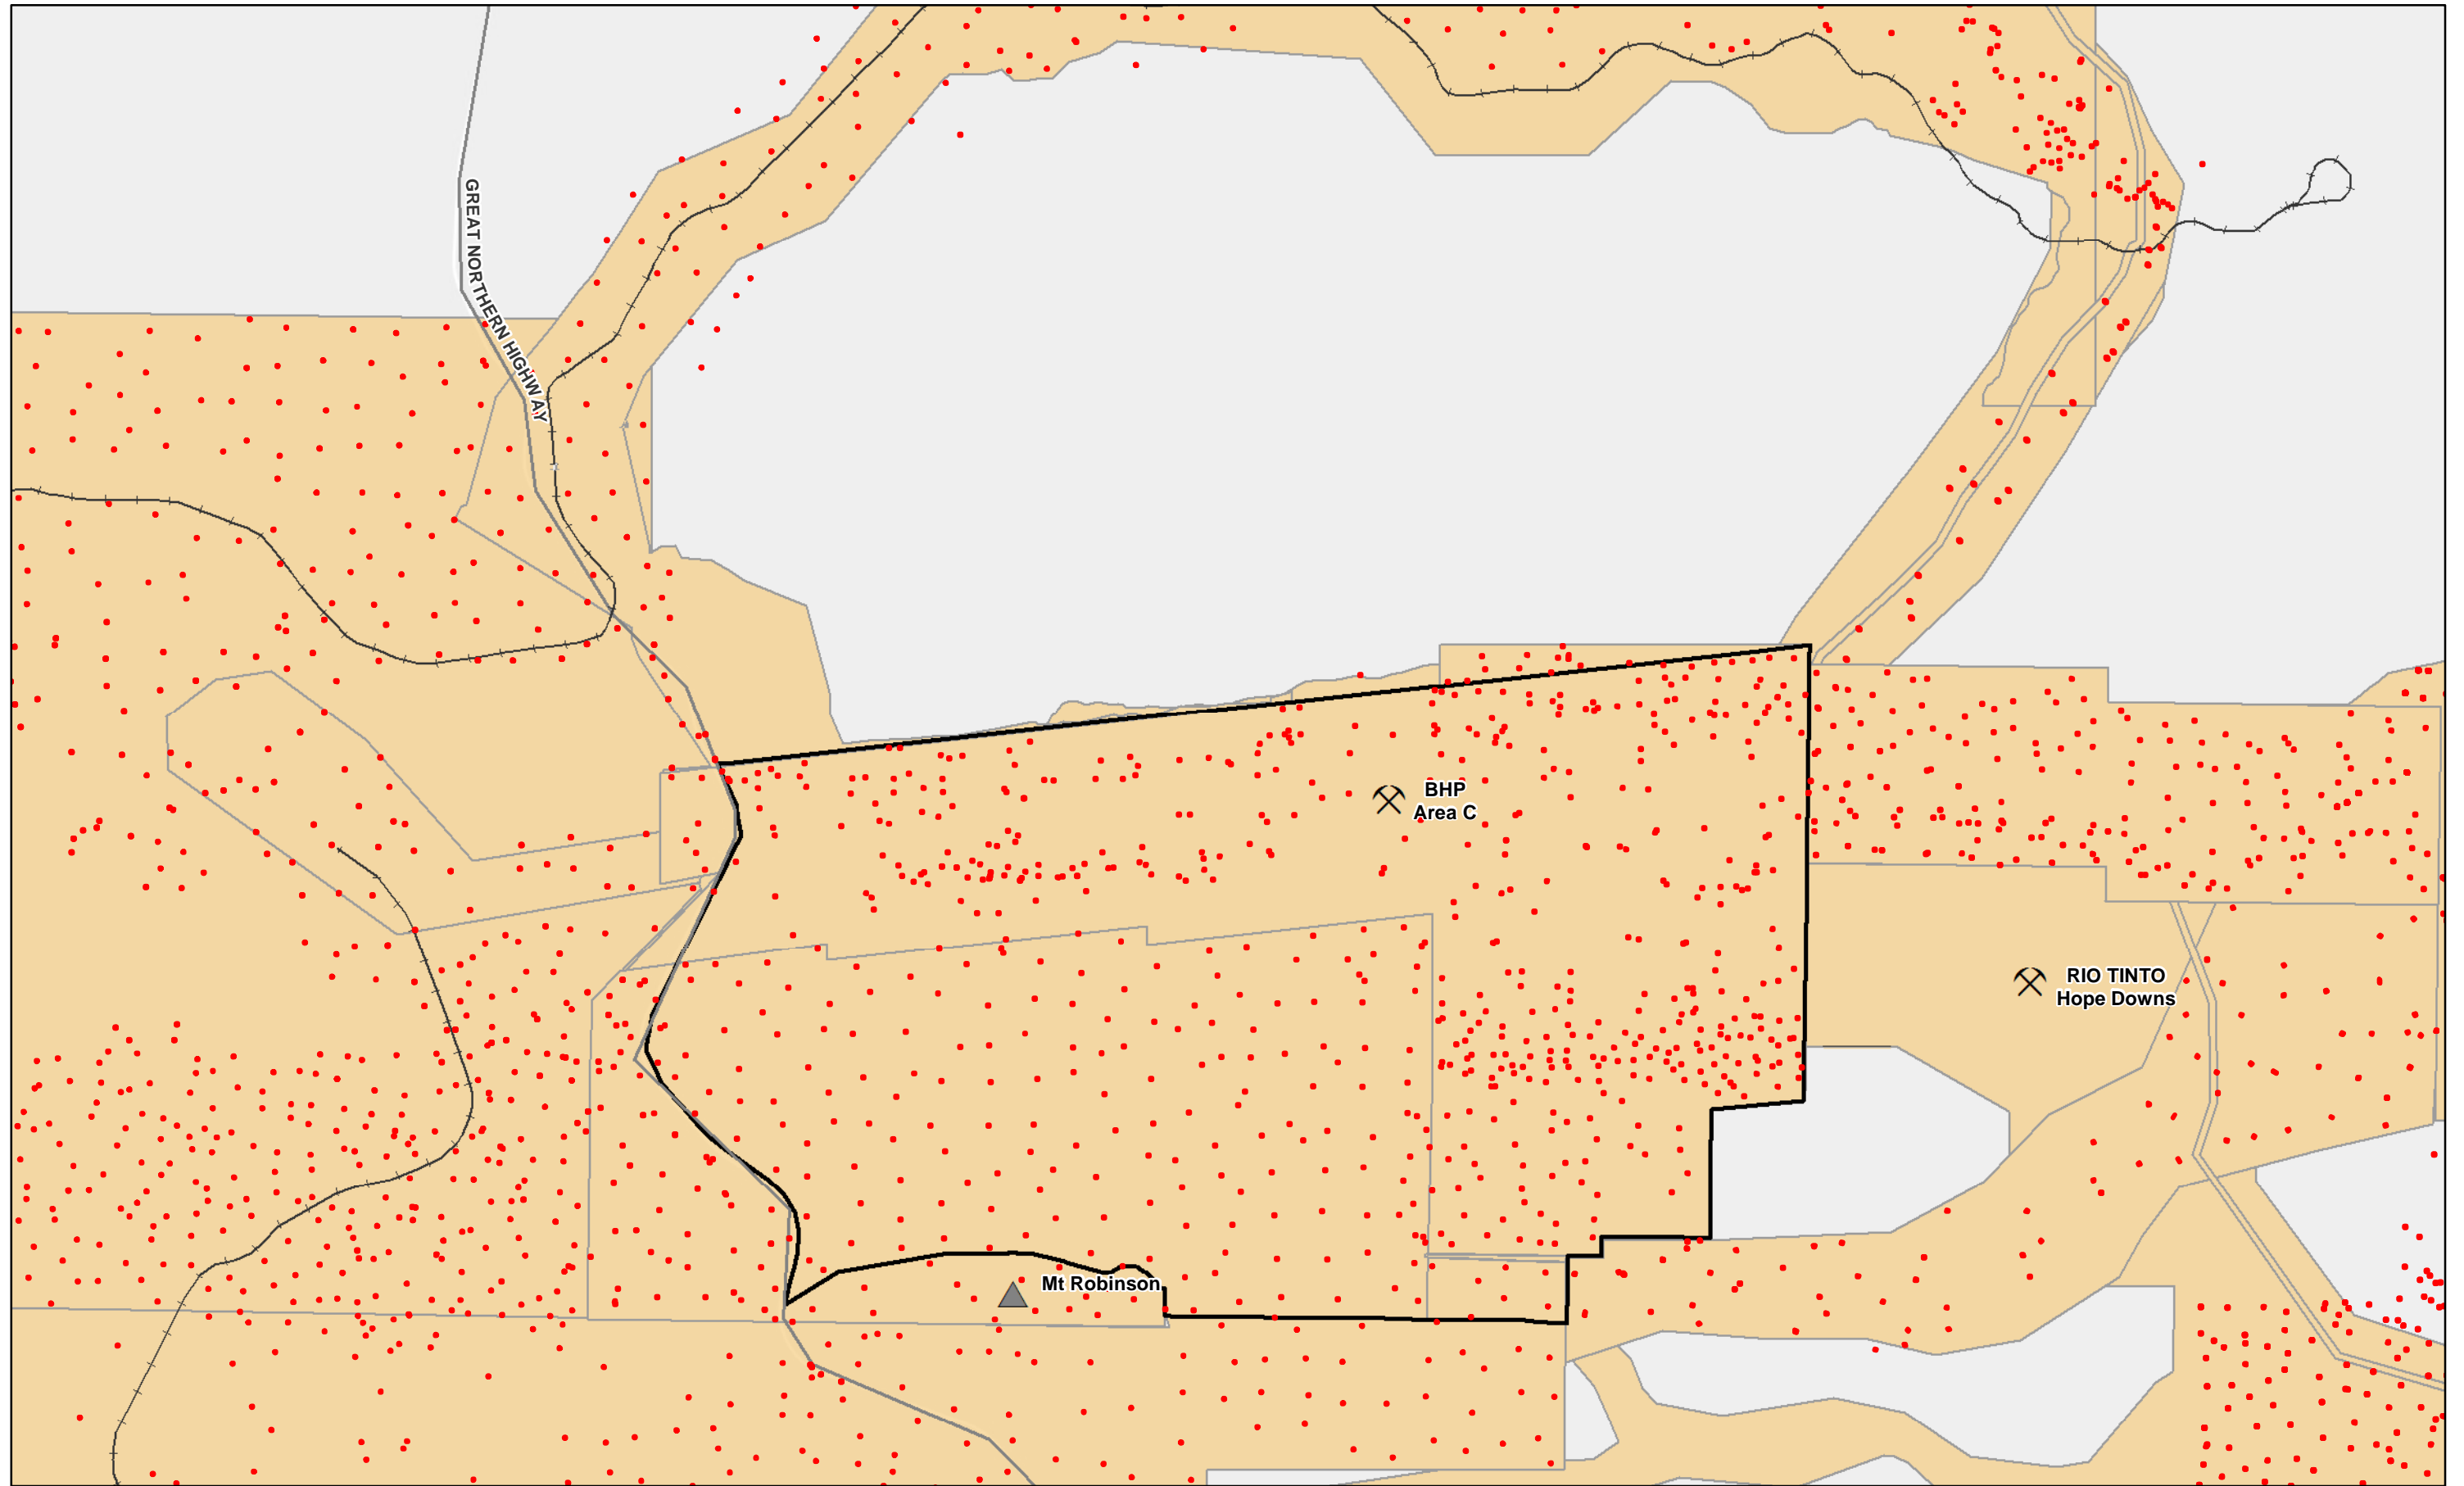 GREAT NORTHERN HIGHWAY
BHP
Area C
RIO TINTO
Hope Downs
Mt Robinson